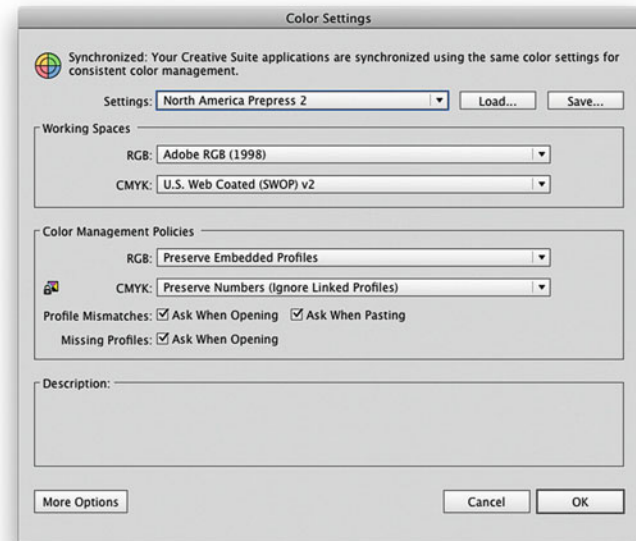 Color Settings
Synchronized: Your Creative Suite applications are synchronized using the same color settings for
consistent color management.
Settings: North America Prepress 2 Load... Save...
Working Spaces
RGB: Adobe RGB (1998)
CMYK: U.S. Web Coated (SWOP) v2
Color Management Policies
RGB: Preserve Embedded Profiles
CMYK: Preserve Numbers (Ignore Linked Profiles)
Profile Mismatches: Ask When Opening Ask When Pasting
Missing Profiles: Ask When Opening
Description:
More Options Cancel OK